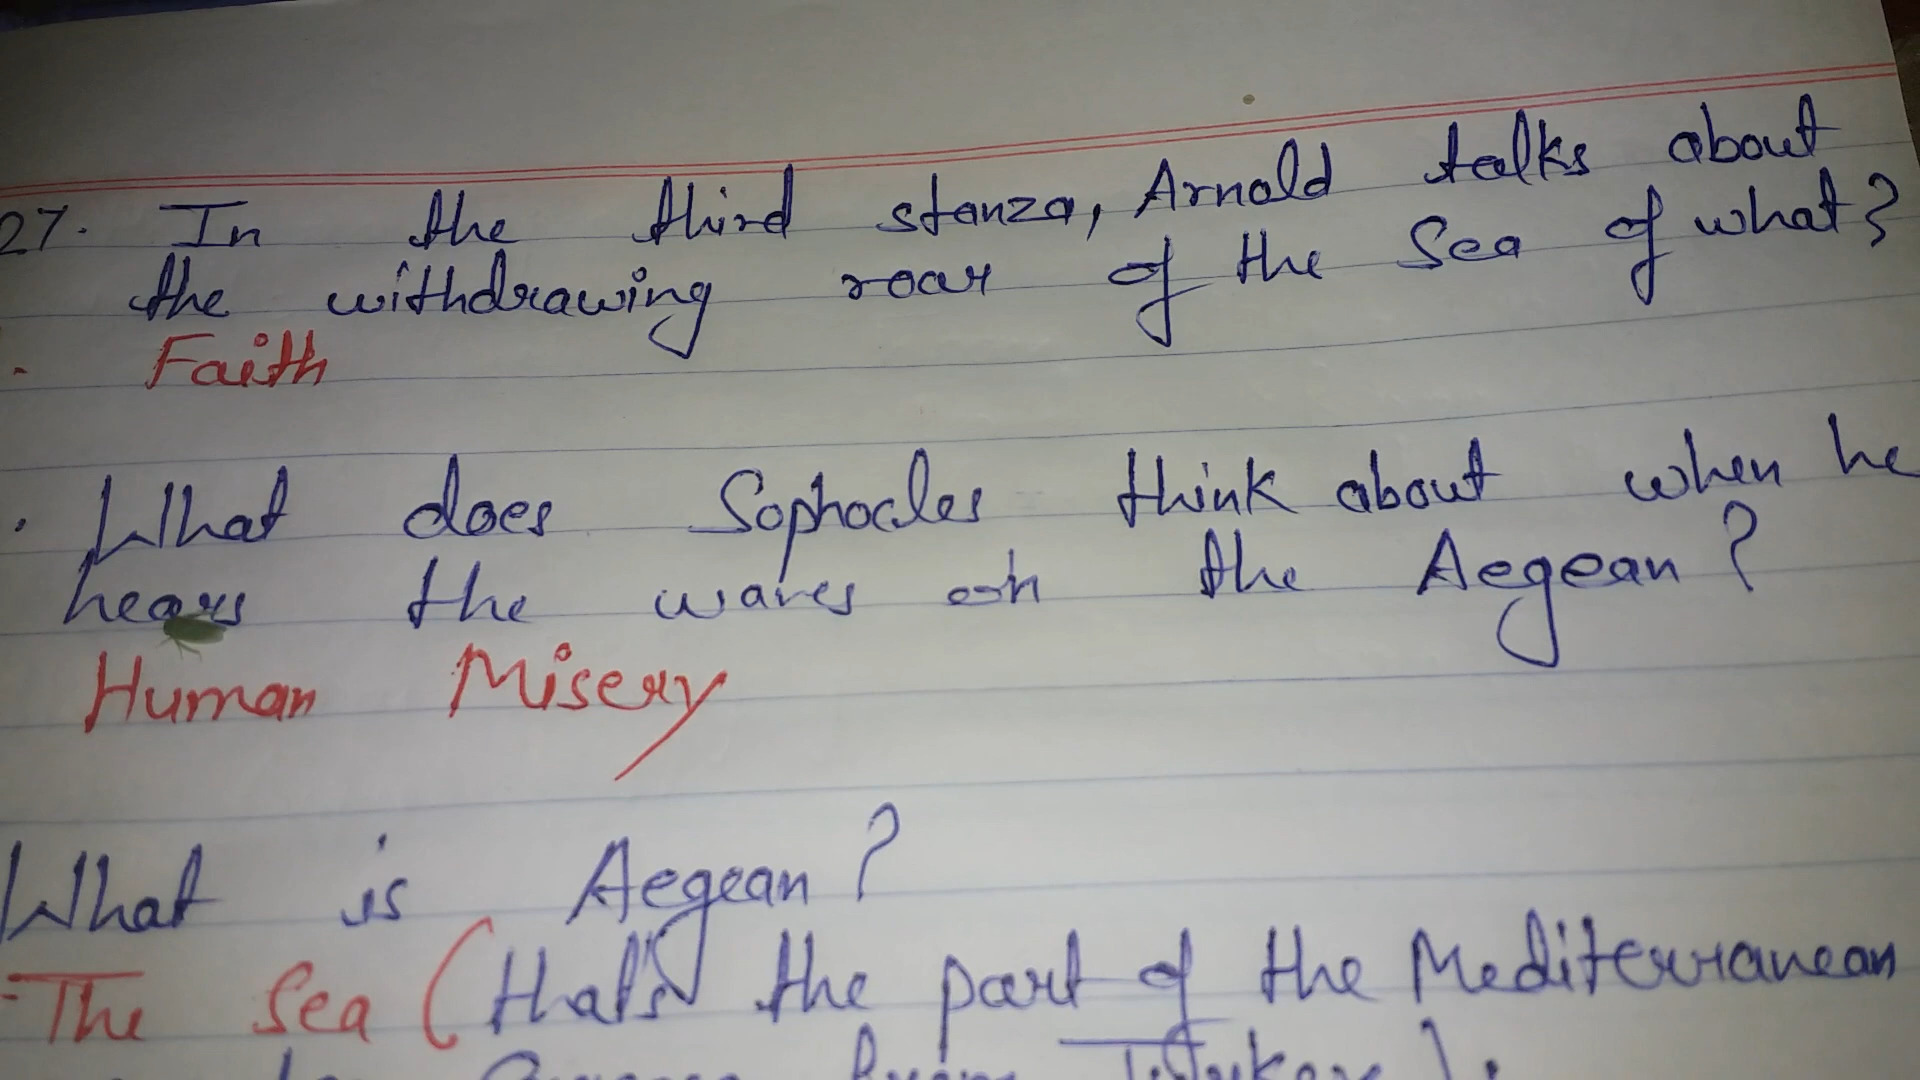 27. In the third stanza, Arnold talks about
the withdrawing roar of the Sea of what?
- Faith
. What does Sophocles think about when he
hears the waves on the Aegean?
Human Misery
What is Aegean?
- The Sea (that's the part of the Mediterranean